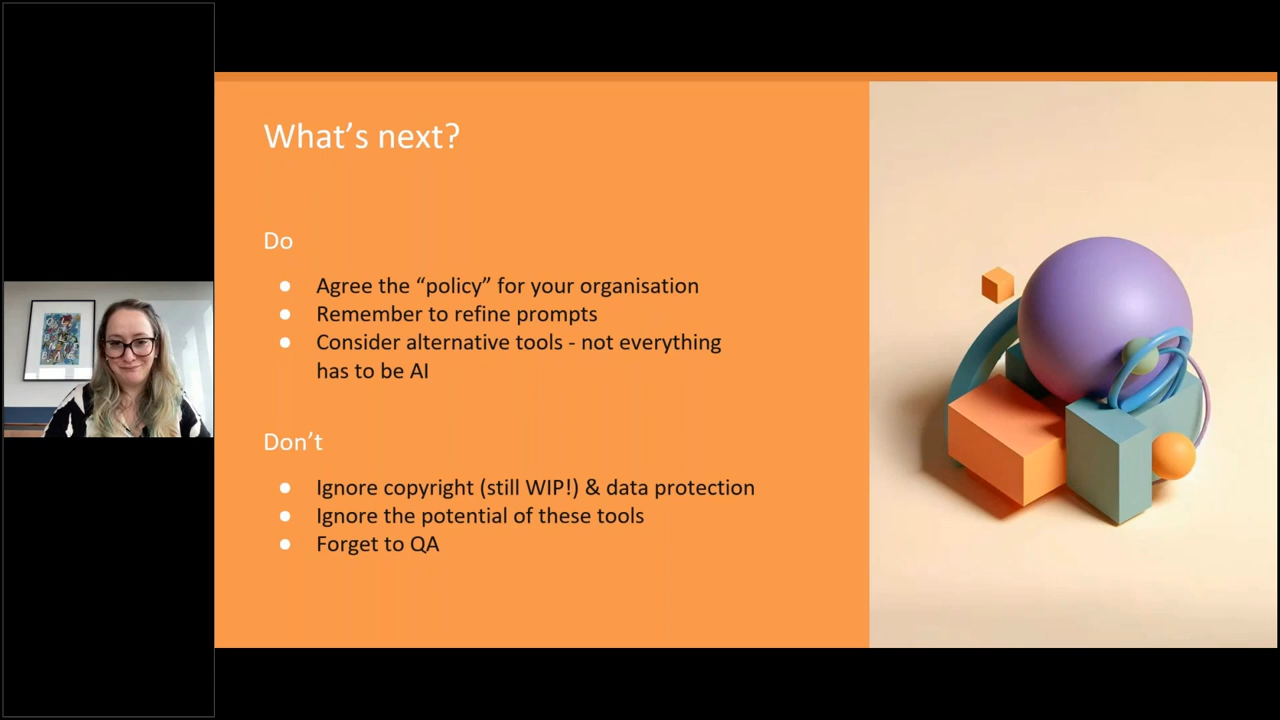 What’s next?
Do
● Agree the “policy” for your organisation
● Remember to refine prompts
● Consider alternative tools - not everything
has to be AI
Don’t
● Ignore copyright (still WIP!) & data protection
● Ignore the potential of these tools
● Forget to QA